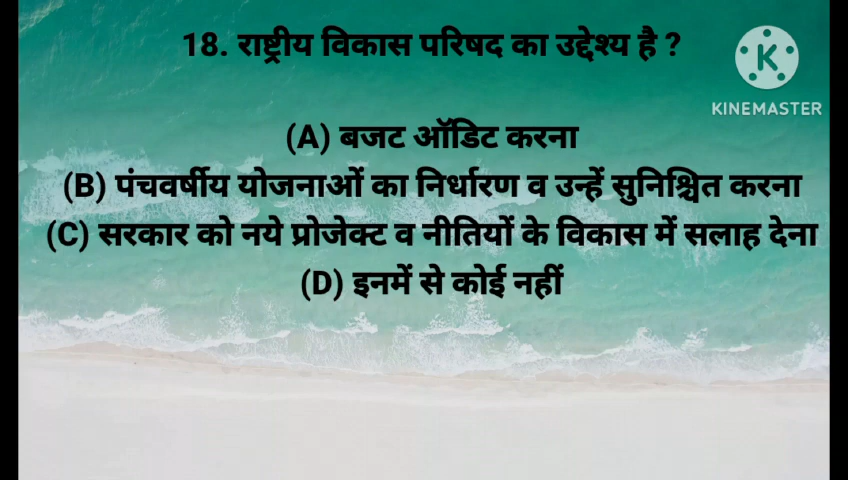 18. राष्ट्रीय विकास परिषद का उद्देश्य है ?
KINEMASTER
(A) बजट ऑडिट करना
(B) पंचवर्षीय योजनाओं का निर्धारण व उन्हें सुनिश्चित करना
(C) सरकार को नये प्रोजेक्ट व नीतियों के विकास में सलाह देना
(D) इनमें से कोई नहीं